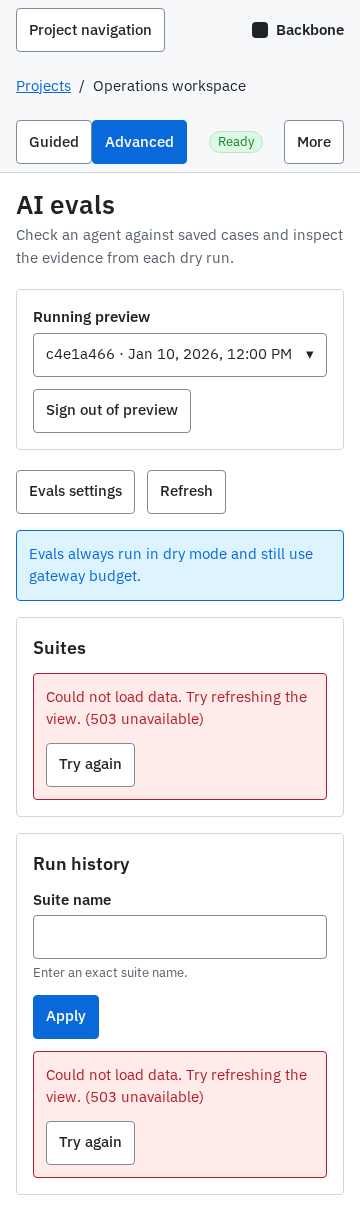 Project navigation
Backbone
Projects / Operations workspace
Guided
Advanced
Ready
More
AI evals
Check an agent against saved cases and inspect
the evidence from each dry run.
Running preview
c4e1a466 · Jan 10, 2026, 12:00 PM ▾
Sign out of preview
Evals settings
Refresh
Evals always run in dry mode and still use
gateway budget.
Suites
Could not load data. Try refreshing the
view. (503 unavailable)
Try again
Run history
Suite name
Enter an exact suite name.
Apply
Could not load data. Try refreshing the
view. (503 unavailable)
Try again